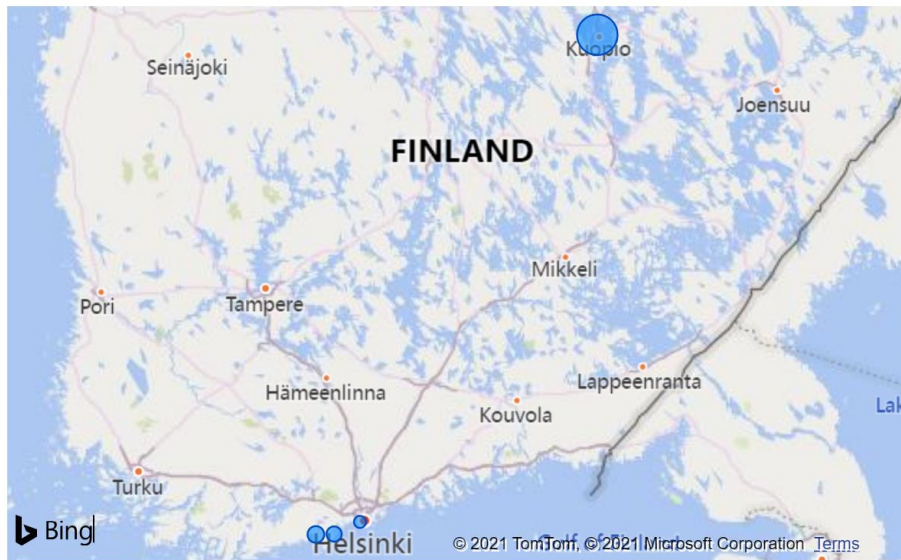 Kuopio
Seinäjoki
Joensuu
FINLAND
Mikkeli
Pori
Tampere
Hämeenlinna
Lappeenranta
Kouvola
Lak
Turku
Helsinki
Bing
© 2021 TomTom, © 2021 Microsoft Corporation Terms